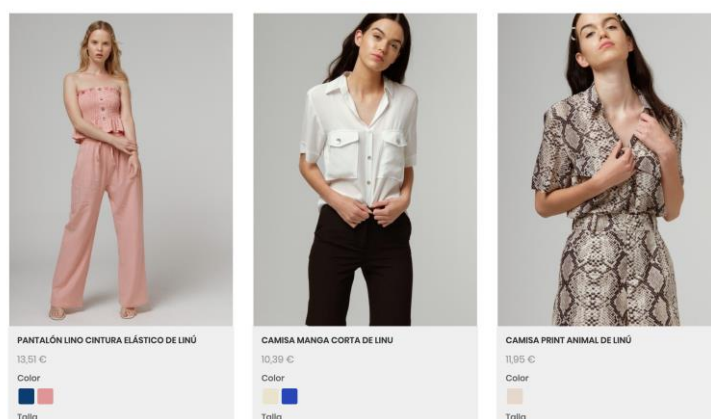 PANTALÓN LINO CINTURA ELÁSTICO DE LINÚ
13,51 €
Color
Talla
CAMISA MANGA CORTA DE LINU
10,39 €
Color
Talla
CAMISA PRINT ANIMAL DE LINÚ
11,95 €
Color
Talla